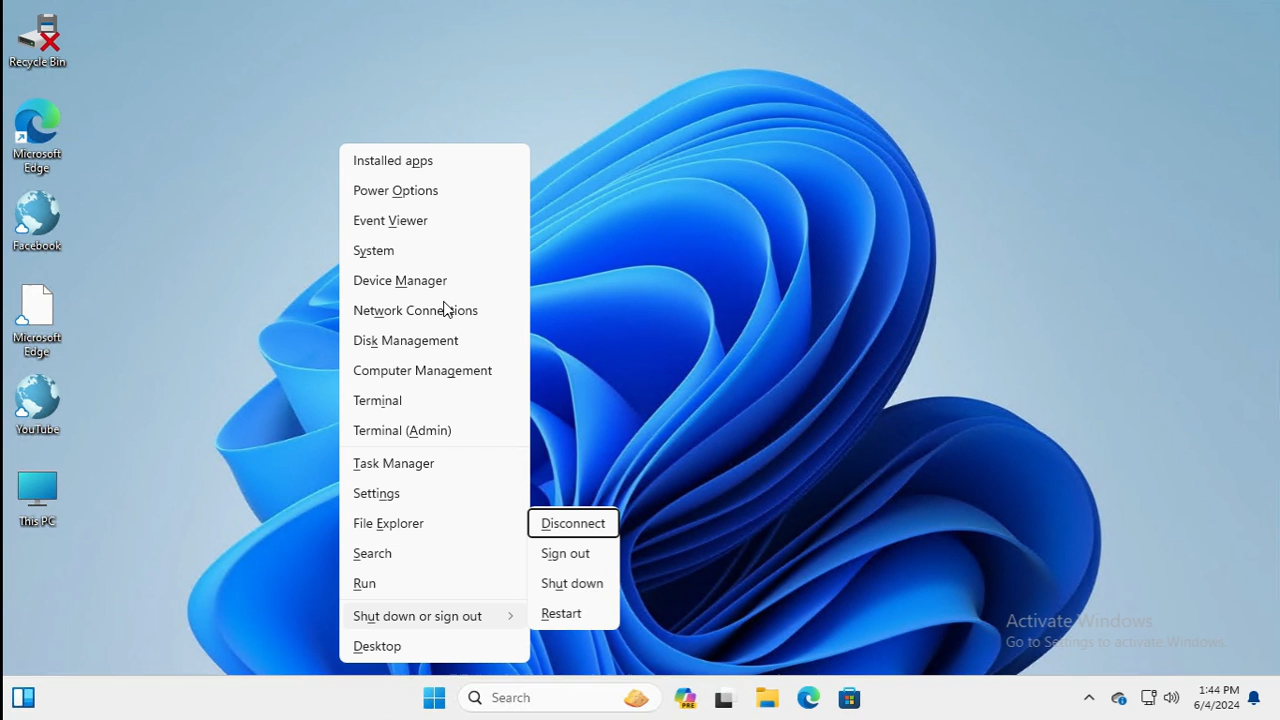 Recycle Bin
Microsoft
Edge
Facebook
Microsoft
Edge
YouTube
This PC
Installed apps
Power Options
Event Viewer
System
Device Manager
Network Connections
Disk Management
Computer Management
Terminal
Terminal (Admin)
Task Manager
Settings
File Explorer
Search
Run
Shut down or sign out
Desktop
Disconnect
Sign out
Shut down
Restart
Activate Windows
Go to Settings to activate Windows.
Search
PRE
1:44 PM
6/4/2024